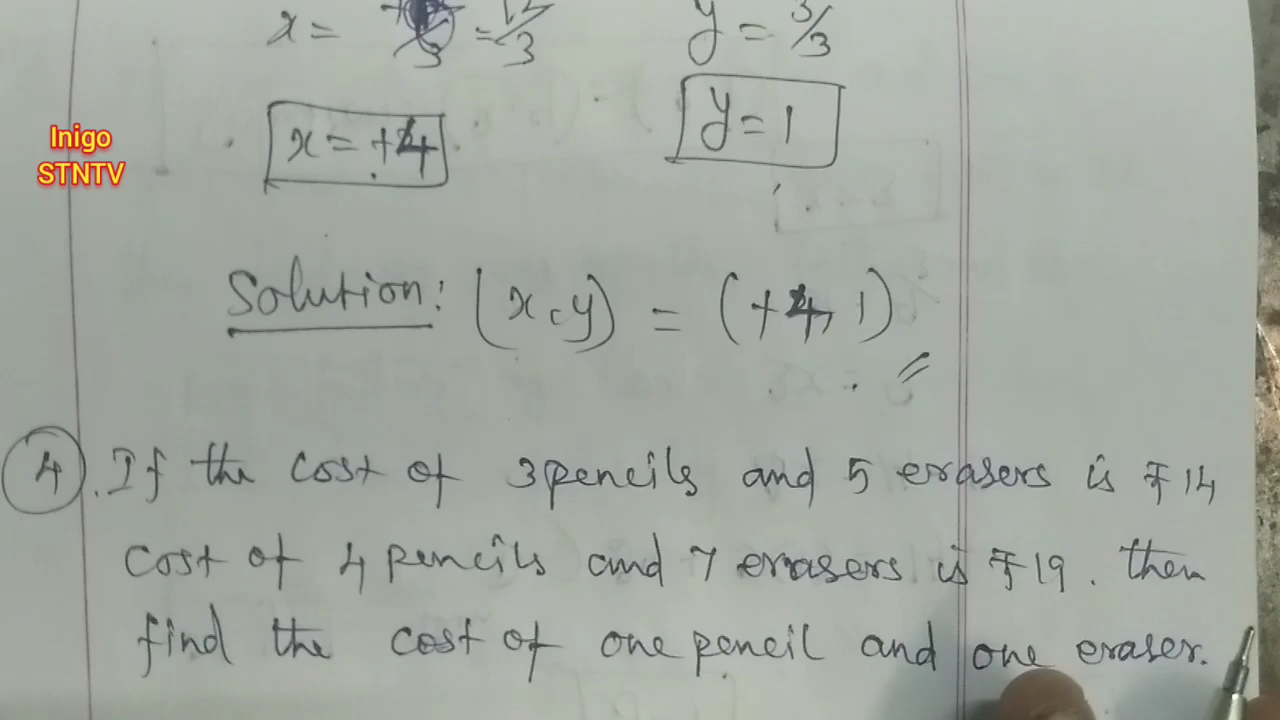 x = = 12/3
y = 3/3
Inigo
STNTV
x = +4
y = 1
Solution: (x, y) = (+4, 1)
4. If the cost of 3 pencils and 5 erasers is ₹ 14
cost of 4 pencils and 7 erasers is ₹ 19. then
find the cost of one pencil and one eraser.